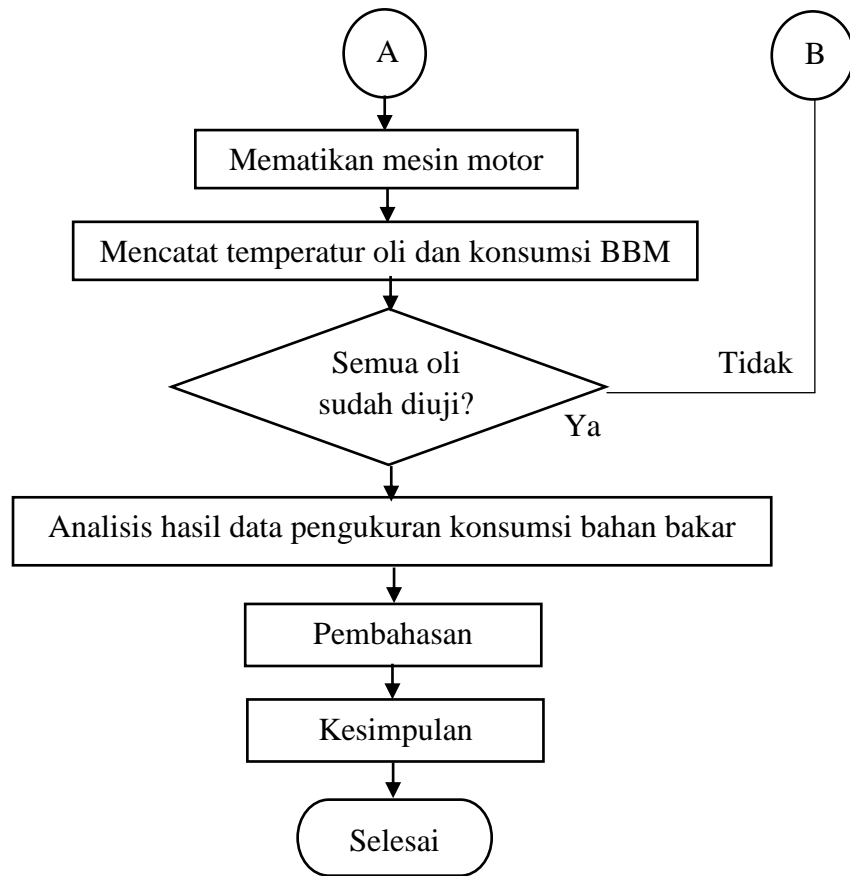 A
B
Mematikan mesin motor
Mencatat temperatur oli dan konsumsi BBM
Semua oli
sudah diuji?
Tidak
Ya
Analisis hasil data pengukuran konsumsi bahan bakar
Pembahasan
Kesimpulan
Selesai